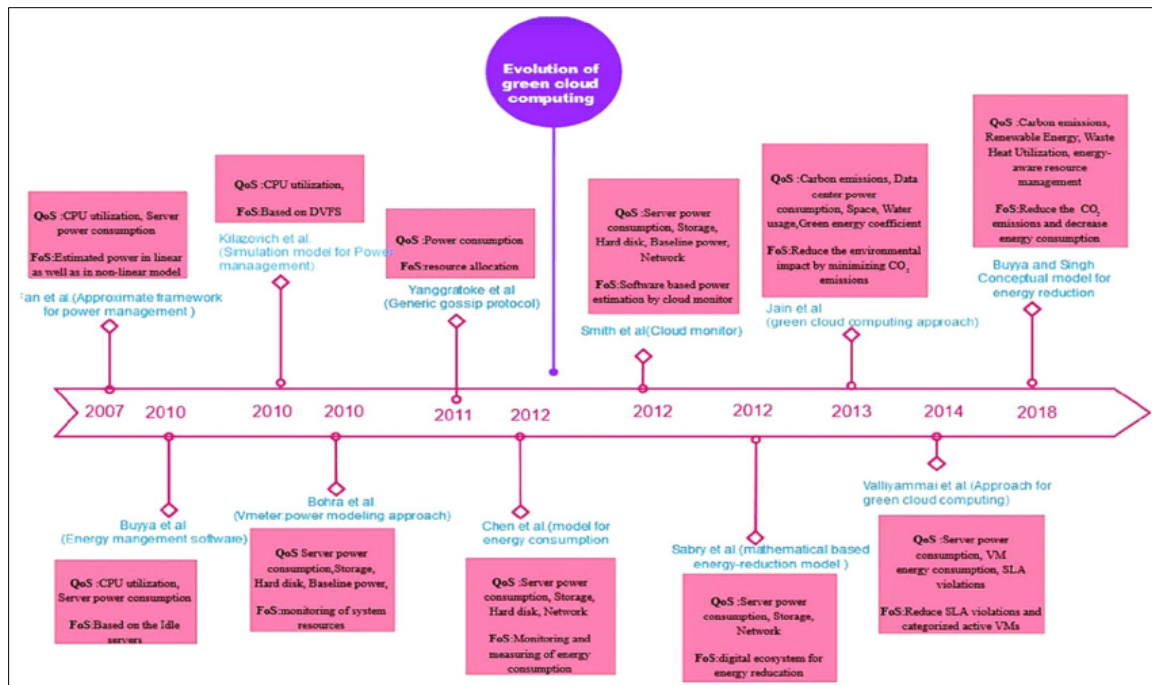 Evolution of
green cloud
computing
QoS :CPU utilization, Server
power consumption
FoS:Estimated power in linear
as well as in non-linear model
Fan et al.(Approximate framework
for power management )
QoS :CPU utilization,
FoS:Based on DVFS
Kilazovich et al.
(Simulation model for Power
manaagement)
QoS :Power consumption
FoS:resource allocation
Yanggratoke et al
(Generic gossip protocol)
QoS :Server power
consumption, Storage,
Hard disk, Baseline power,
Network
FoS:Software based power
estimation by cloud monitor
Smith et al(Cloud monitor)
QoS :Carbon emissions, Data
center power
consumption, Space, Water
usage,Green energy coefficient
FoS:Reduce the environmental
impact by minimizing CO2
emissions
Jain et al
(green cloud computing approach)
QoS :Carbon emissions,
Renewable Energy, Waste
Heat Utilization, energy-
aware resource
management
FoS:Reduce the CO2
emissions and decrease
energy consumption
Buyya and Singh
Conceptual model for
energy reduction
2007 2010 2010 2010 2011 2012 2012 2012 2013 2014 2018
Buyya et al
(Energy mangement software)
QoS :CPU utilization,
Server power consumption
FoS:Based on the Idle
servers
Bohra et al.
(Vmeter:power modeling approach)
QoS Server power
consumption,Storage,
Hard disk, Baseline power,
FoS:monitoring of system
resources
Chen et al.(model for
energy consumption
QoS :Server power
consumption, Storage,
Hard disk, Network
FoS:Monitoring and
measuring of energy
consumption
Sabry et al.(mathematical based
energy-reduction model )
QoS :Server power
consumption, Storage,
Network
FoS:digital ecosystem for
energy reducation
Valliyammai et al.(Approach for
green cloud computing)
QoS :Server power
consumption, VM
energy consumption, SLA
violations
FoS:Reduce SLA violations and
categorized active VMs